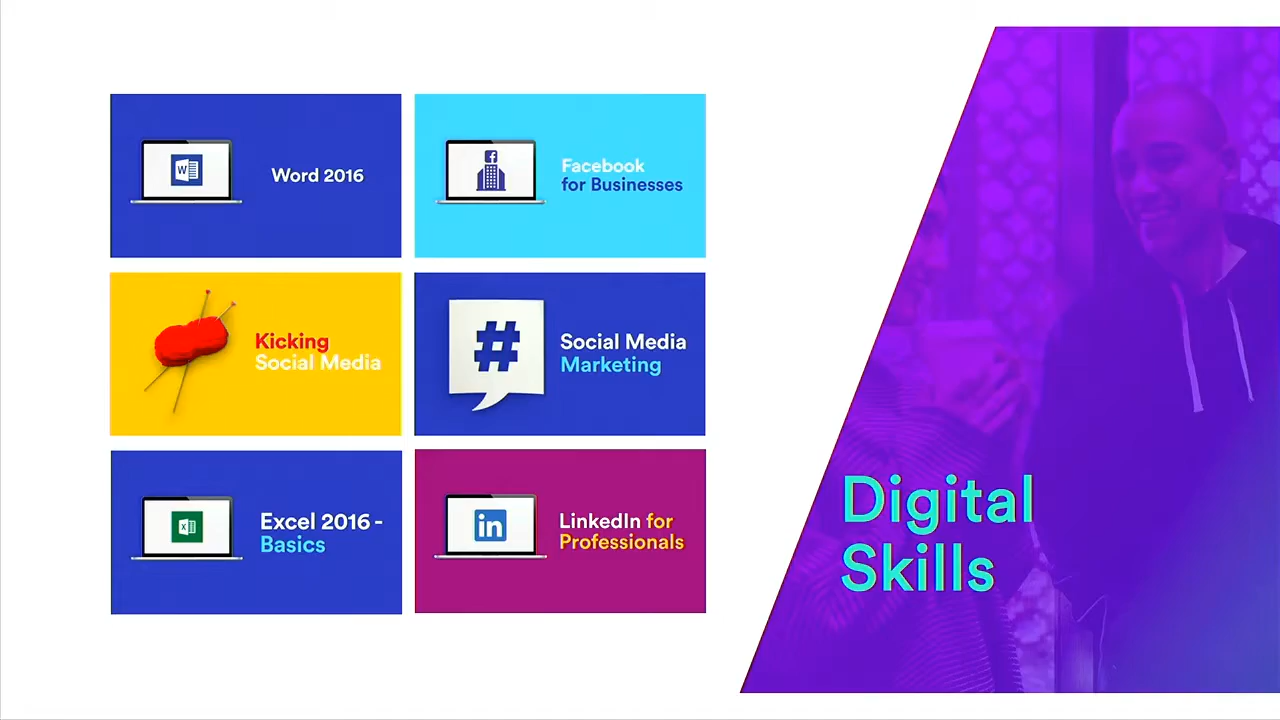 Word 2016
Facebook
for Businesses
Kicking
Social Media
#
Social Media
Marketing
Excel 2016 -
Basics
in
LinkedIn for
Professionals
Digital
Skills